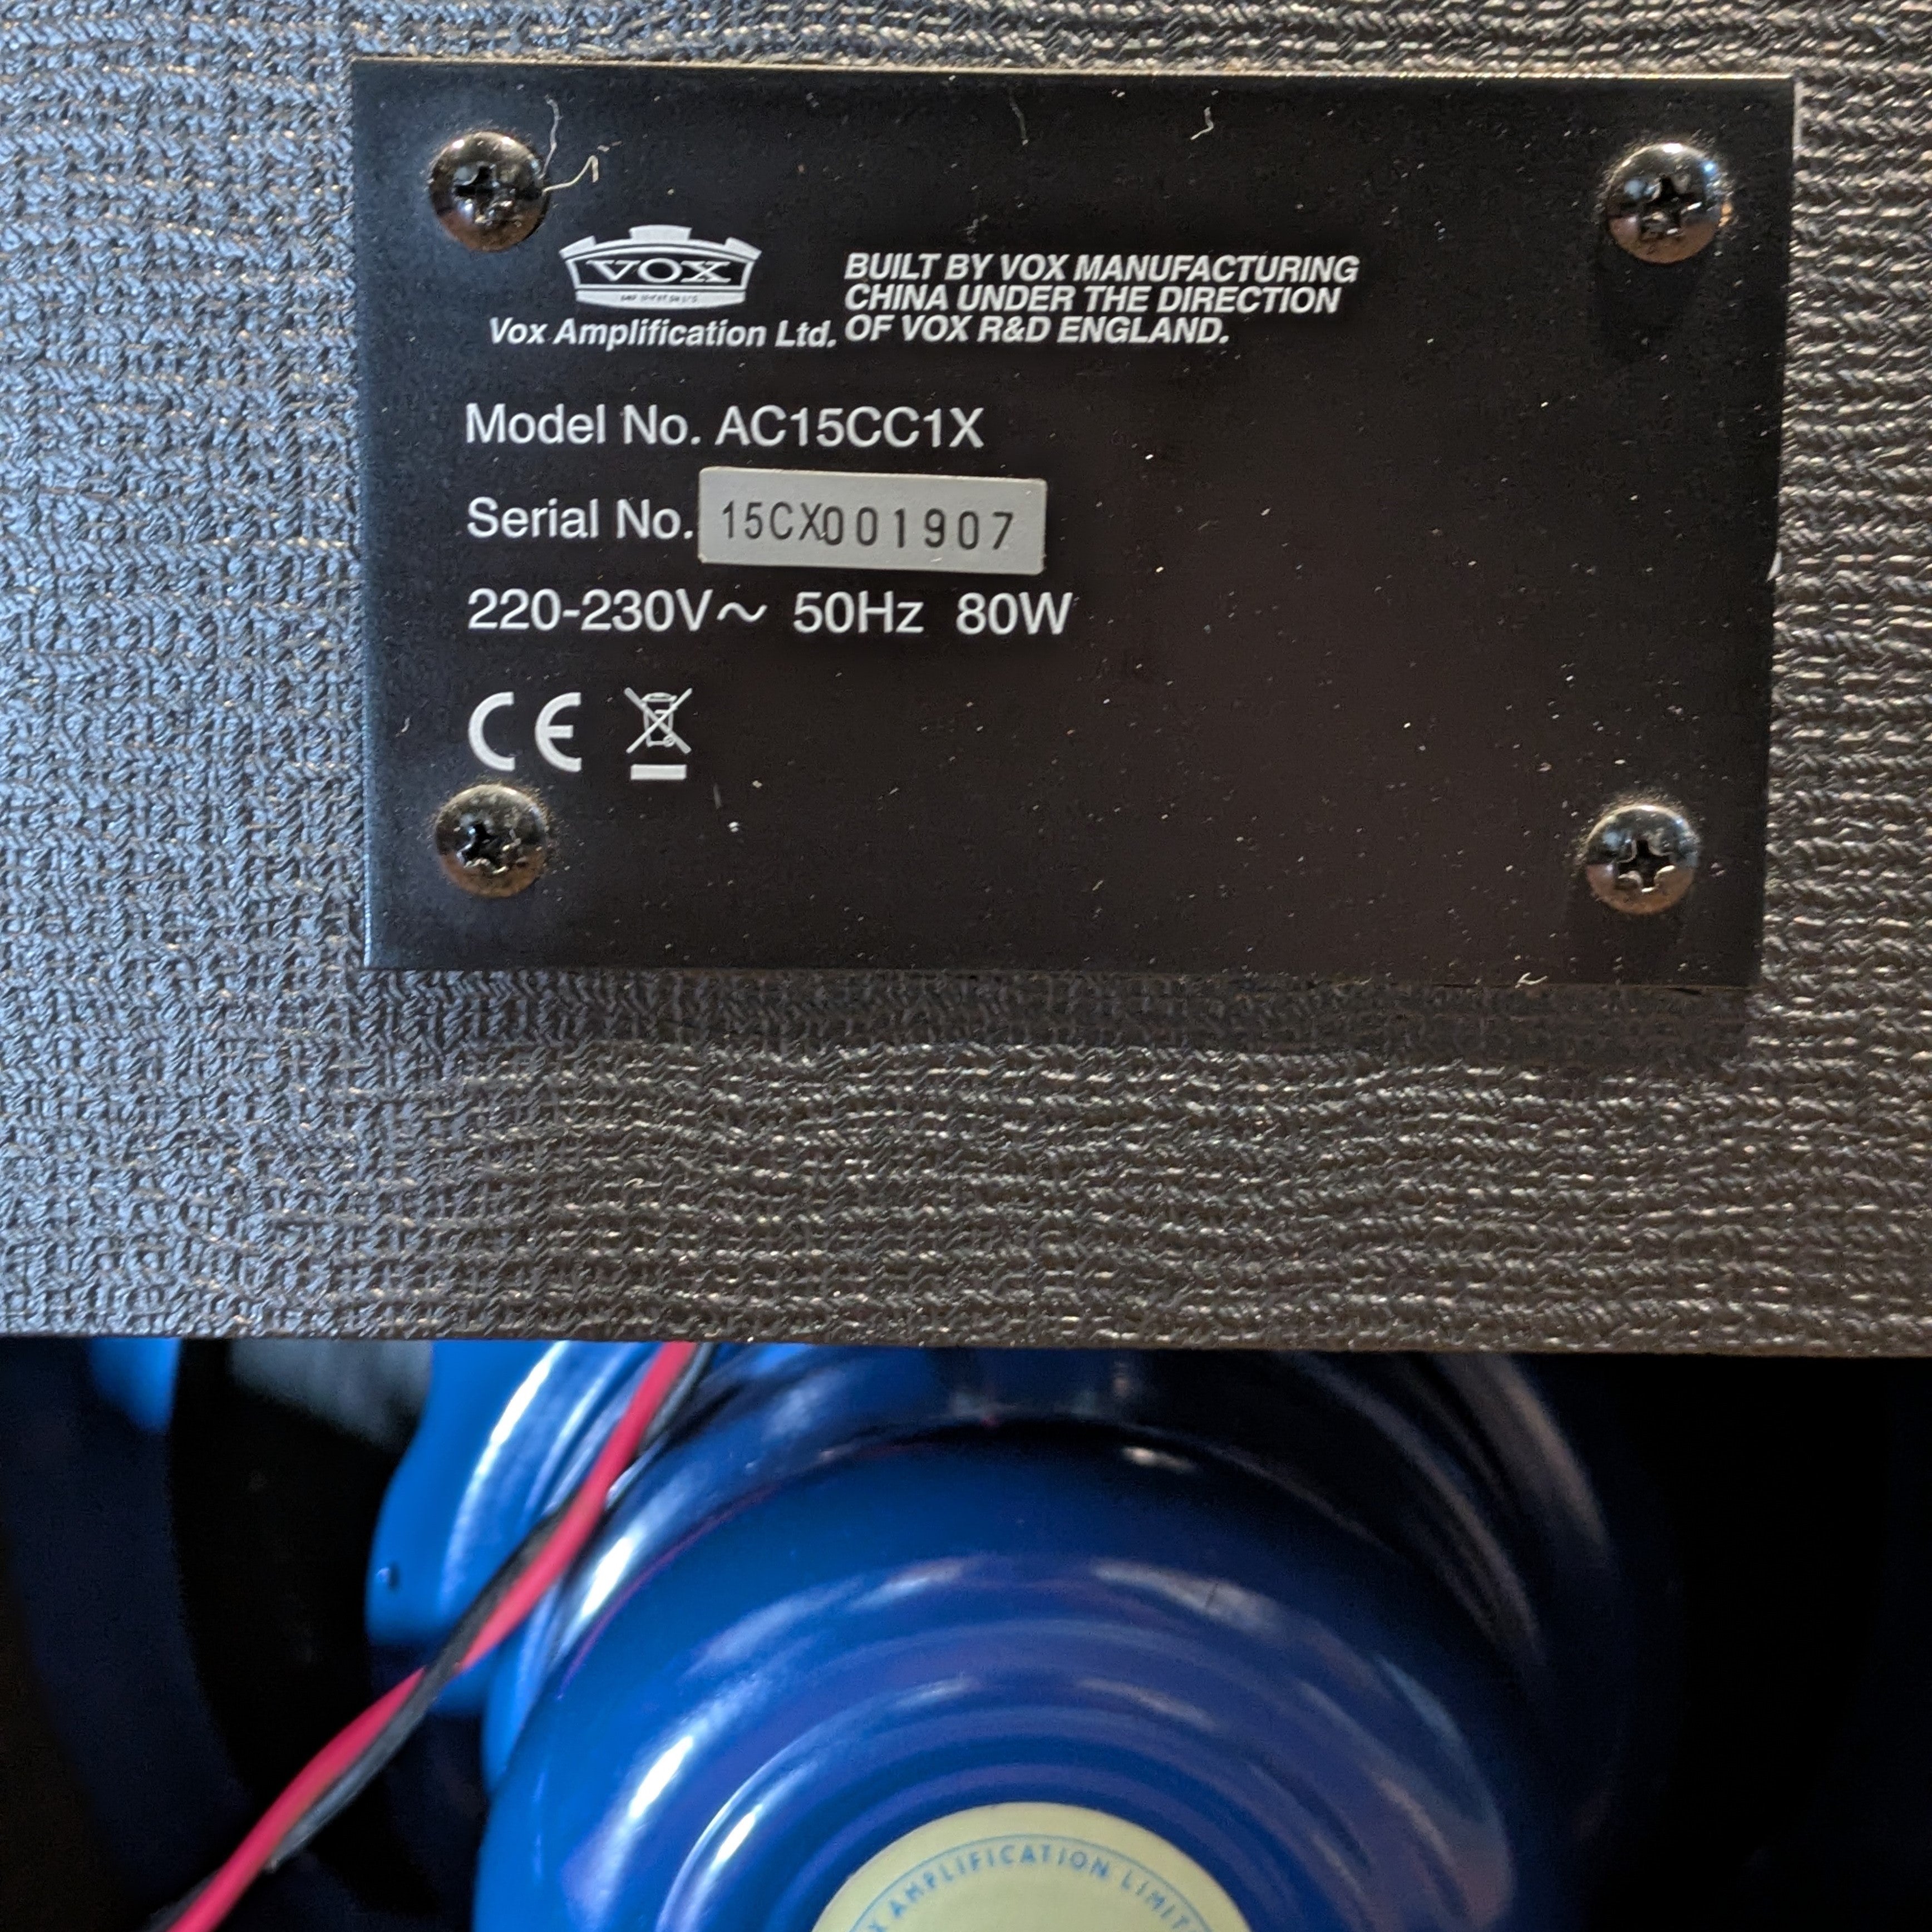 VOX
BUILT BY VOX MANUFACTURING
CHINA UNDER THE DIRECTION
OF VOX R&D ENGLAND.
Vox Amplification Ltd.
Model No. AC15CC1X
Serial No. 15CX001907
220-230V~ 50Hz 80W
CE
AMPLIFICATION